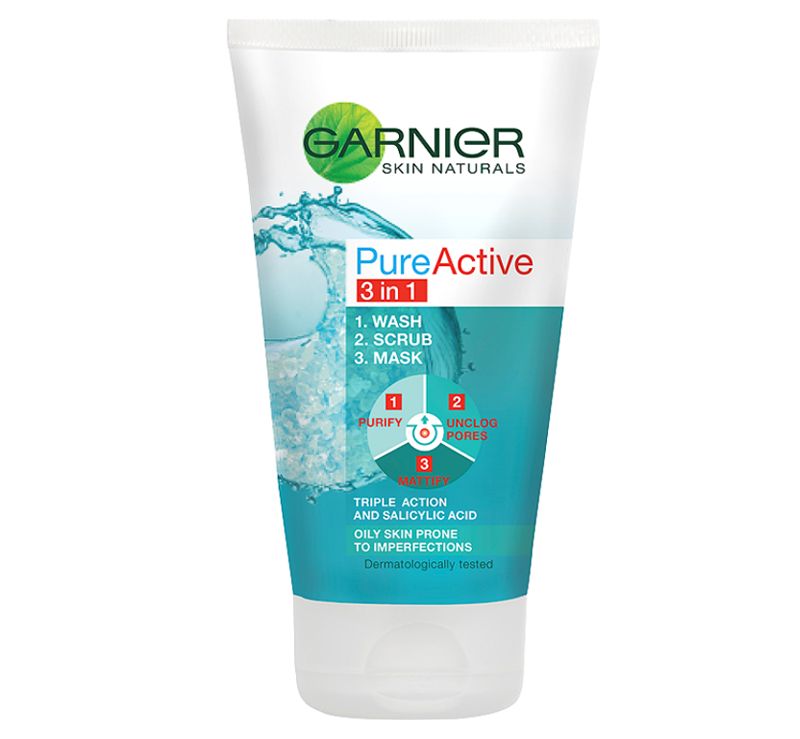 GARNIER
SKIN NATURALS
PureActive
3 in 1
1. WASH
2. SCRUB
3. MASK
1
PURIFY
2
UNCLOG
PORES
3
MATTIFY
TRIPLE ACTION
AND SALICYLIC ACID
OILY SKIN PRONE
TO IMPERFECTIONS
Dermatologically tested